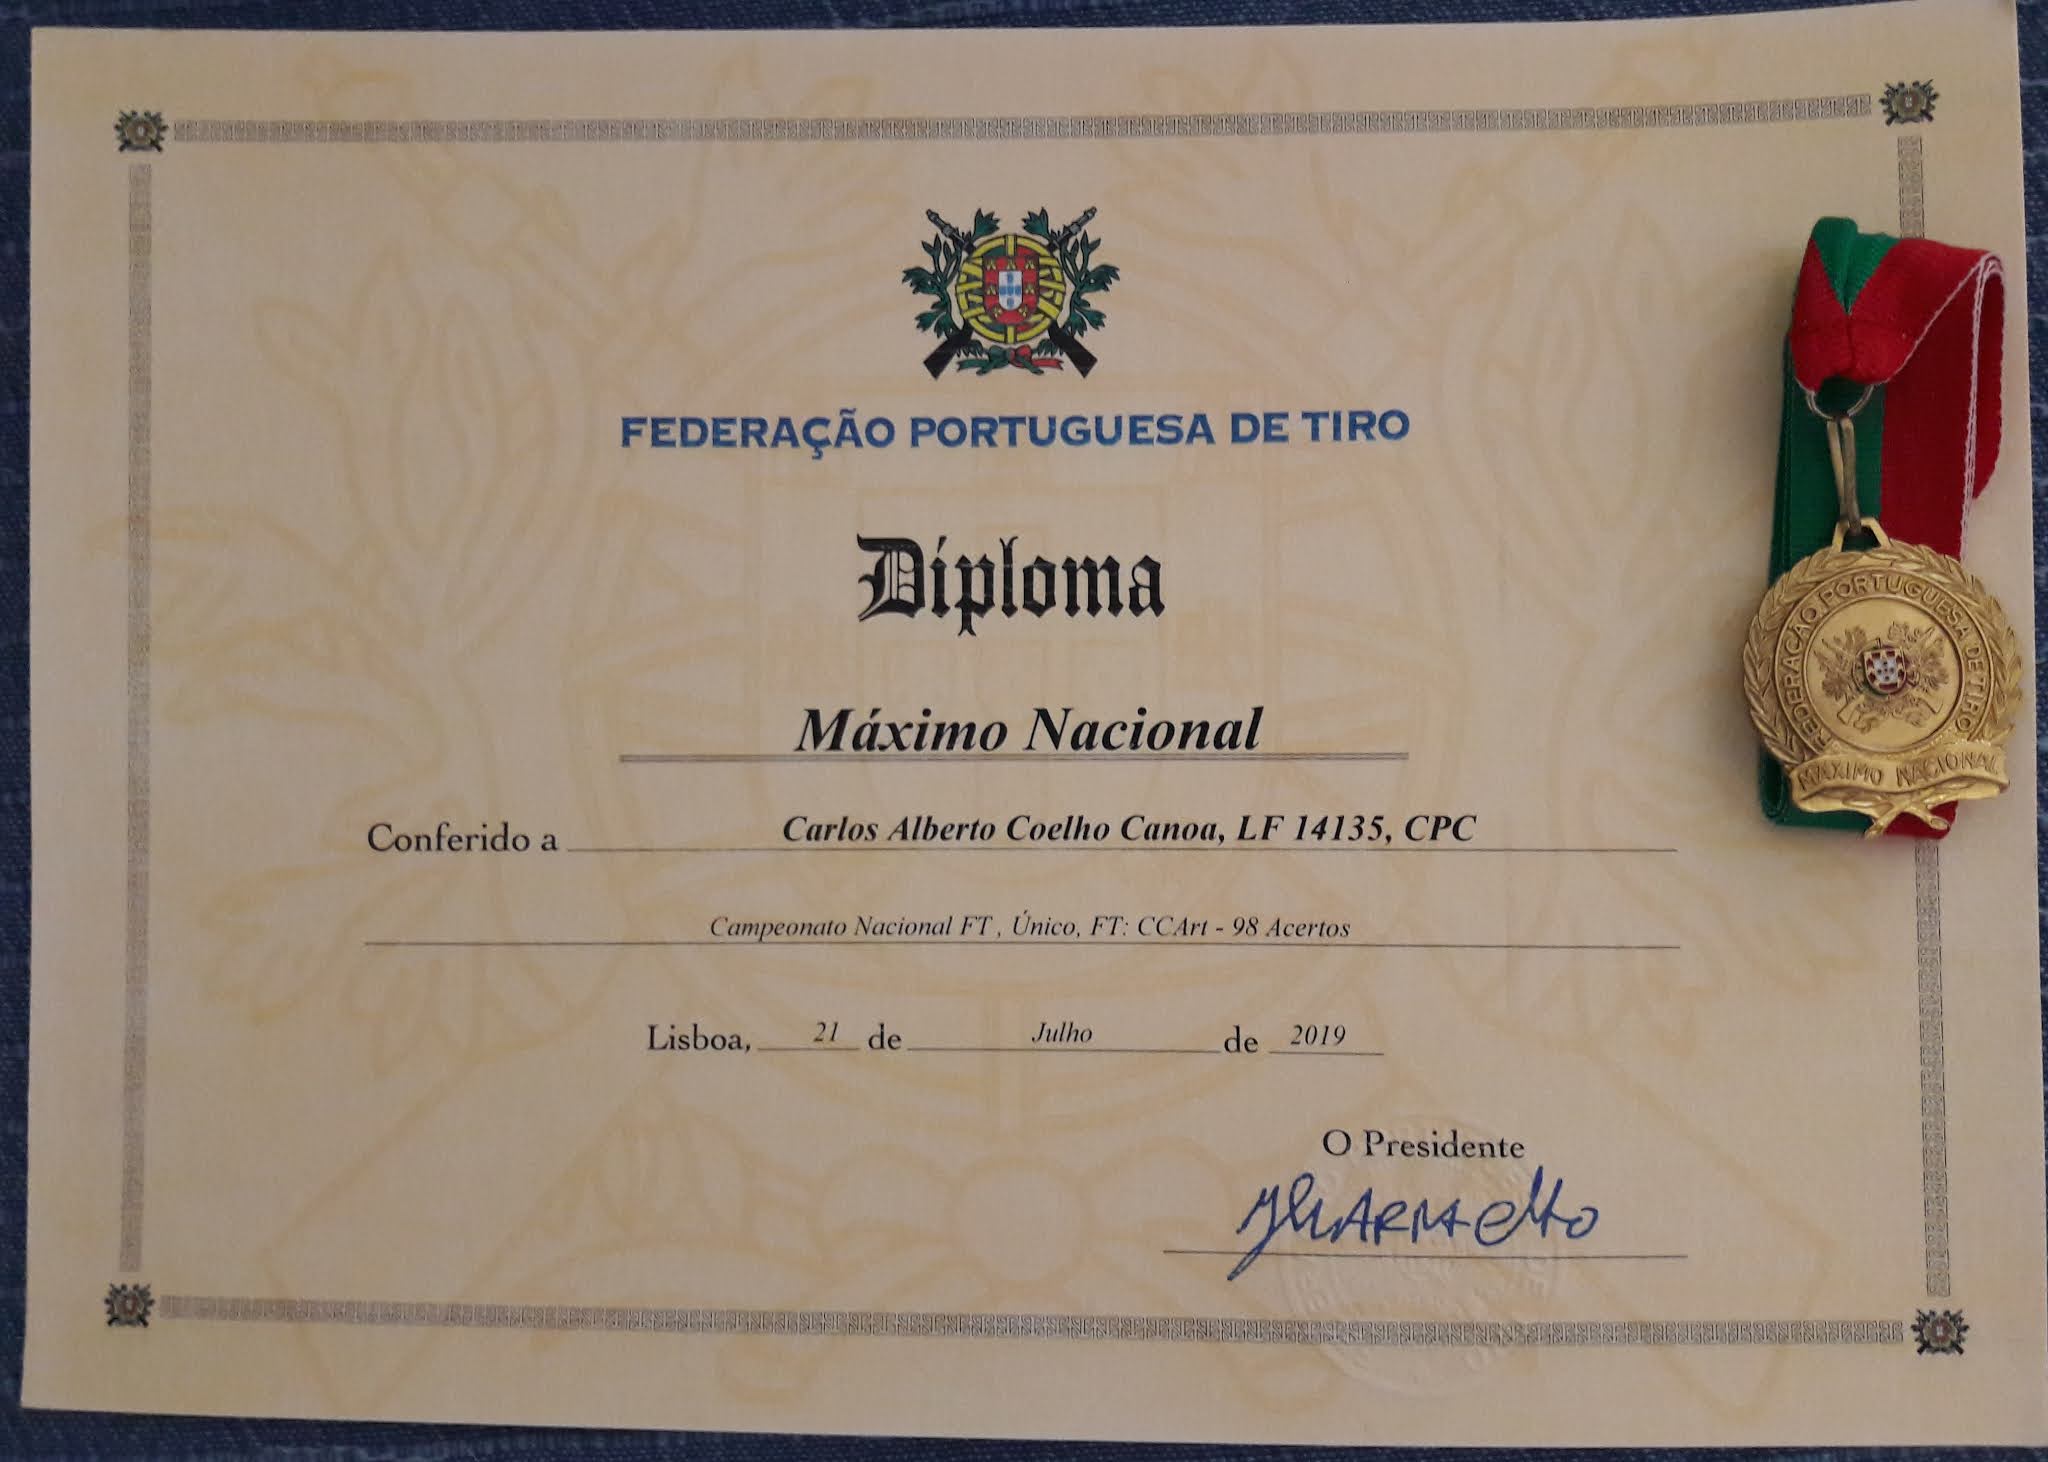 FEDERAÇÃO PORTUGUESA DE TIRO
Diploma
Máximo Nacional
Conferido a Carlos Alberto Coelho Canoa, LF 14135, CPC
Campeonato Nacional FT , Único, FT: CCArt - 98 Acertos
Lisboa, 21 de Julho de 2019
O Presidente
FEDERAÇÃO PORTUGUESA DE TIRO
MÁXIMO NACIONAL